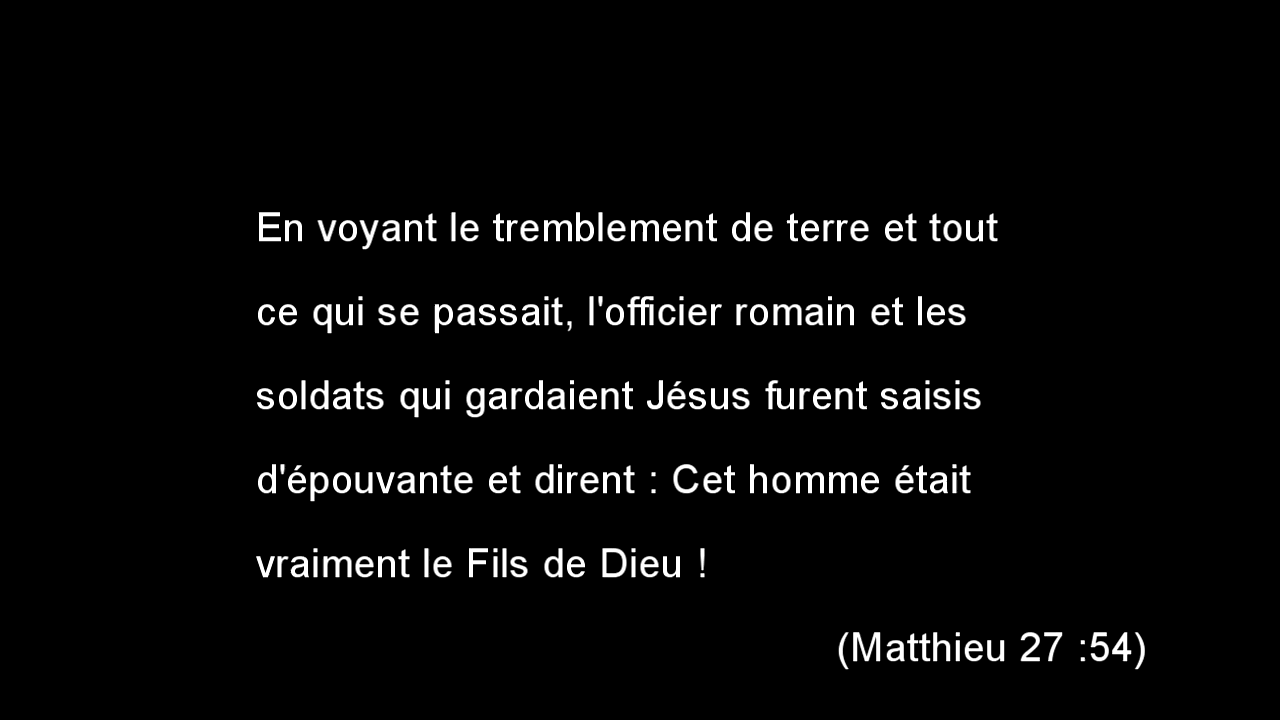 En voyant le tremblement de terre et tout
ce qui se passait, l'officier romain et les
soldats qui gardaient Jésus furent saisis
d'épouvante et dirent : Cet homme était
vraiment le Fils de Dieu !
(Matthieu 27 :54)